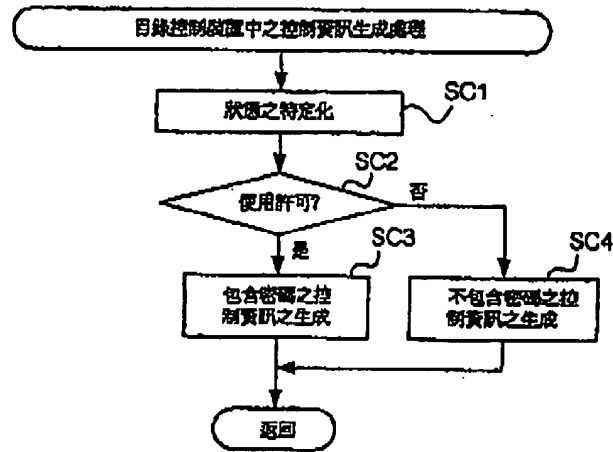 目錄控制裝置中之控制資訊生成處理
SC1
狀態之特定化
SC2
使用許可?
否
是
SC3
SC4
包含密碼之控
制資訊之生成
不包含密碼之控
制資訊之生成
返回